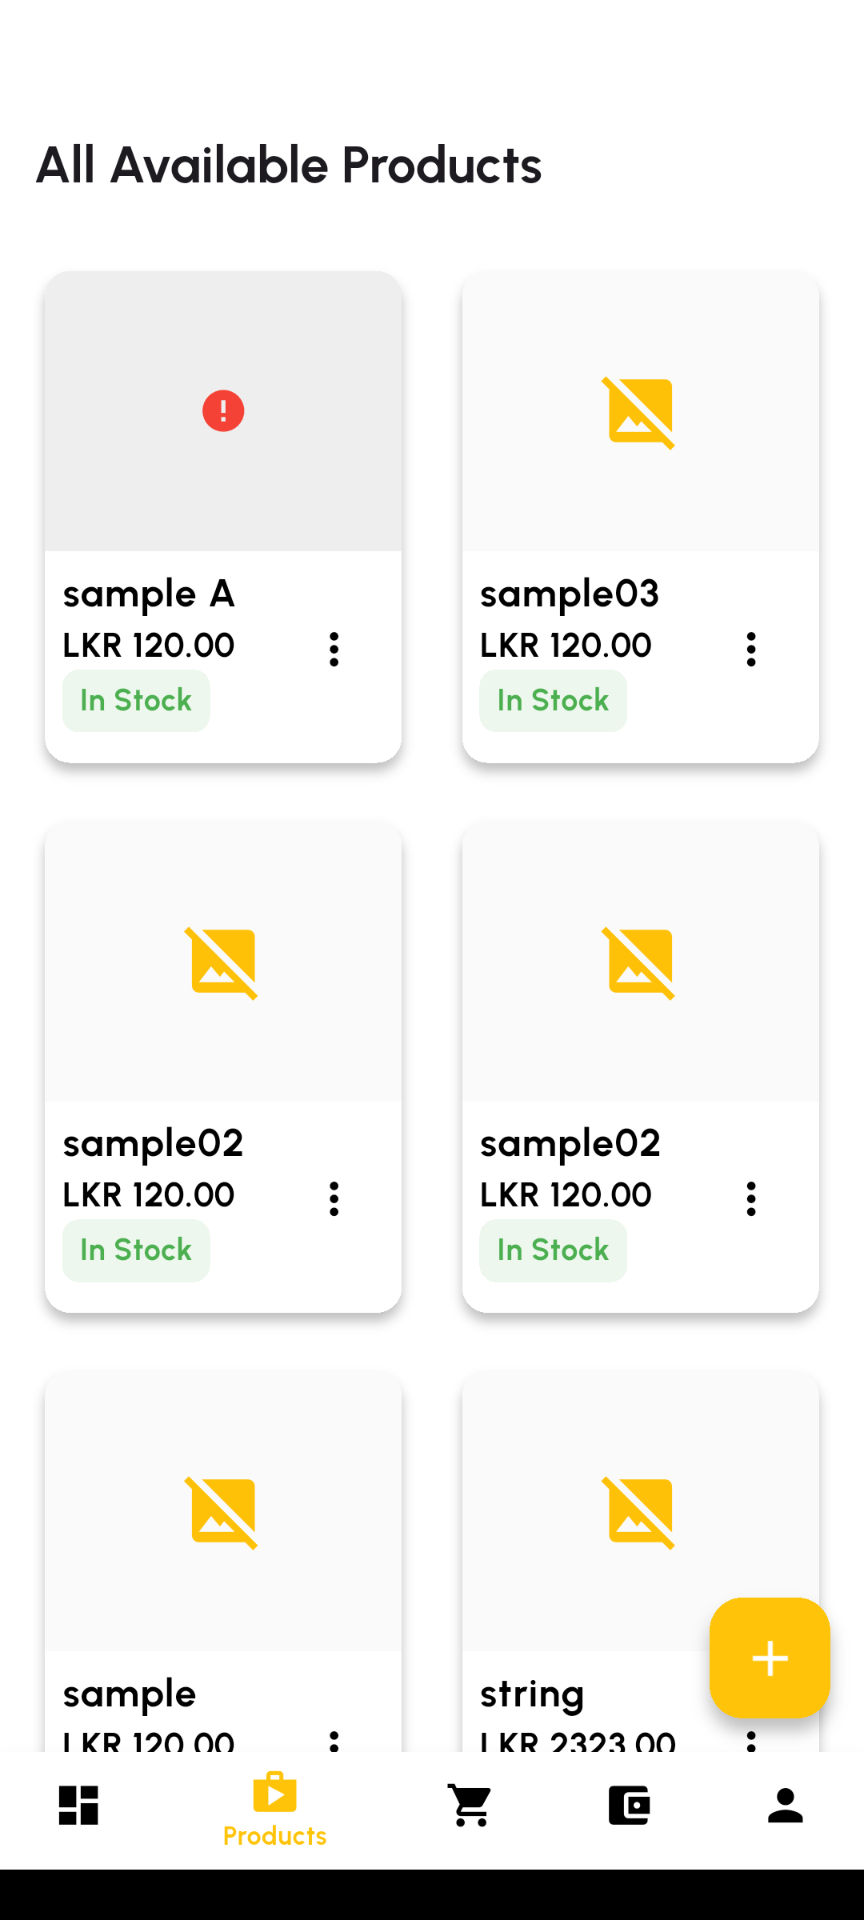 All Available Products
sample A
LKR 120.00
In Stock
sample03
LKR 120.00
In Stock
sample02
LKR 120.00
In Stock
sample02
LKR 120.00
In Stock
sample
LKR 120.00
string
LKR 2323.00
Products